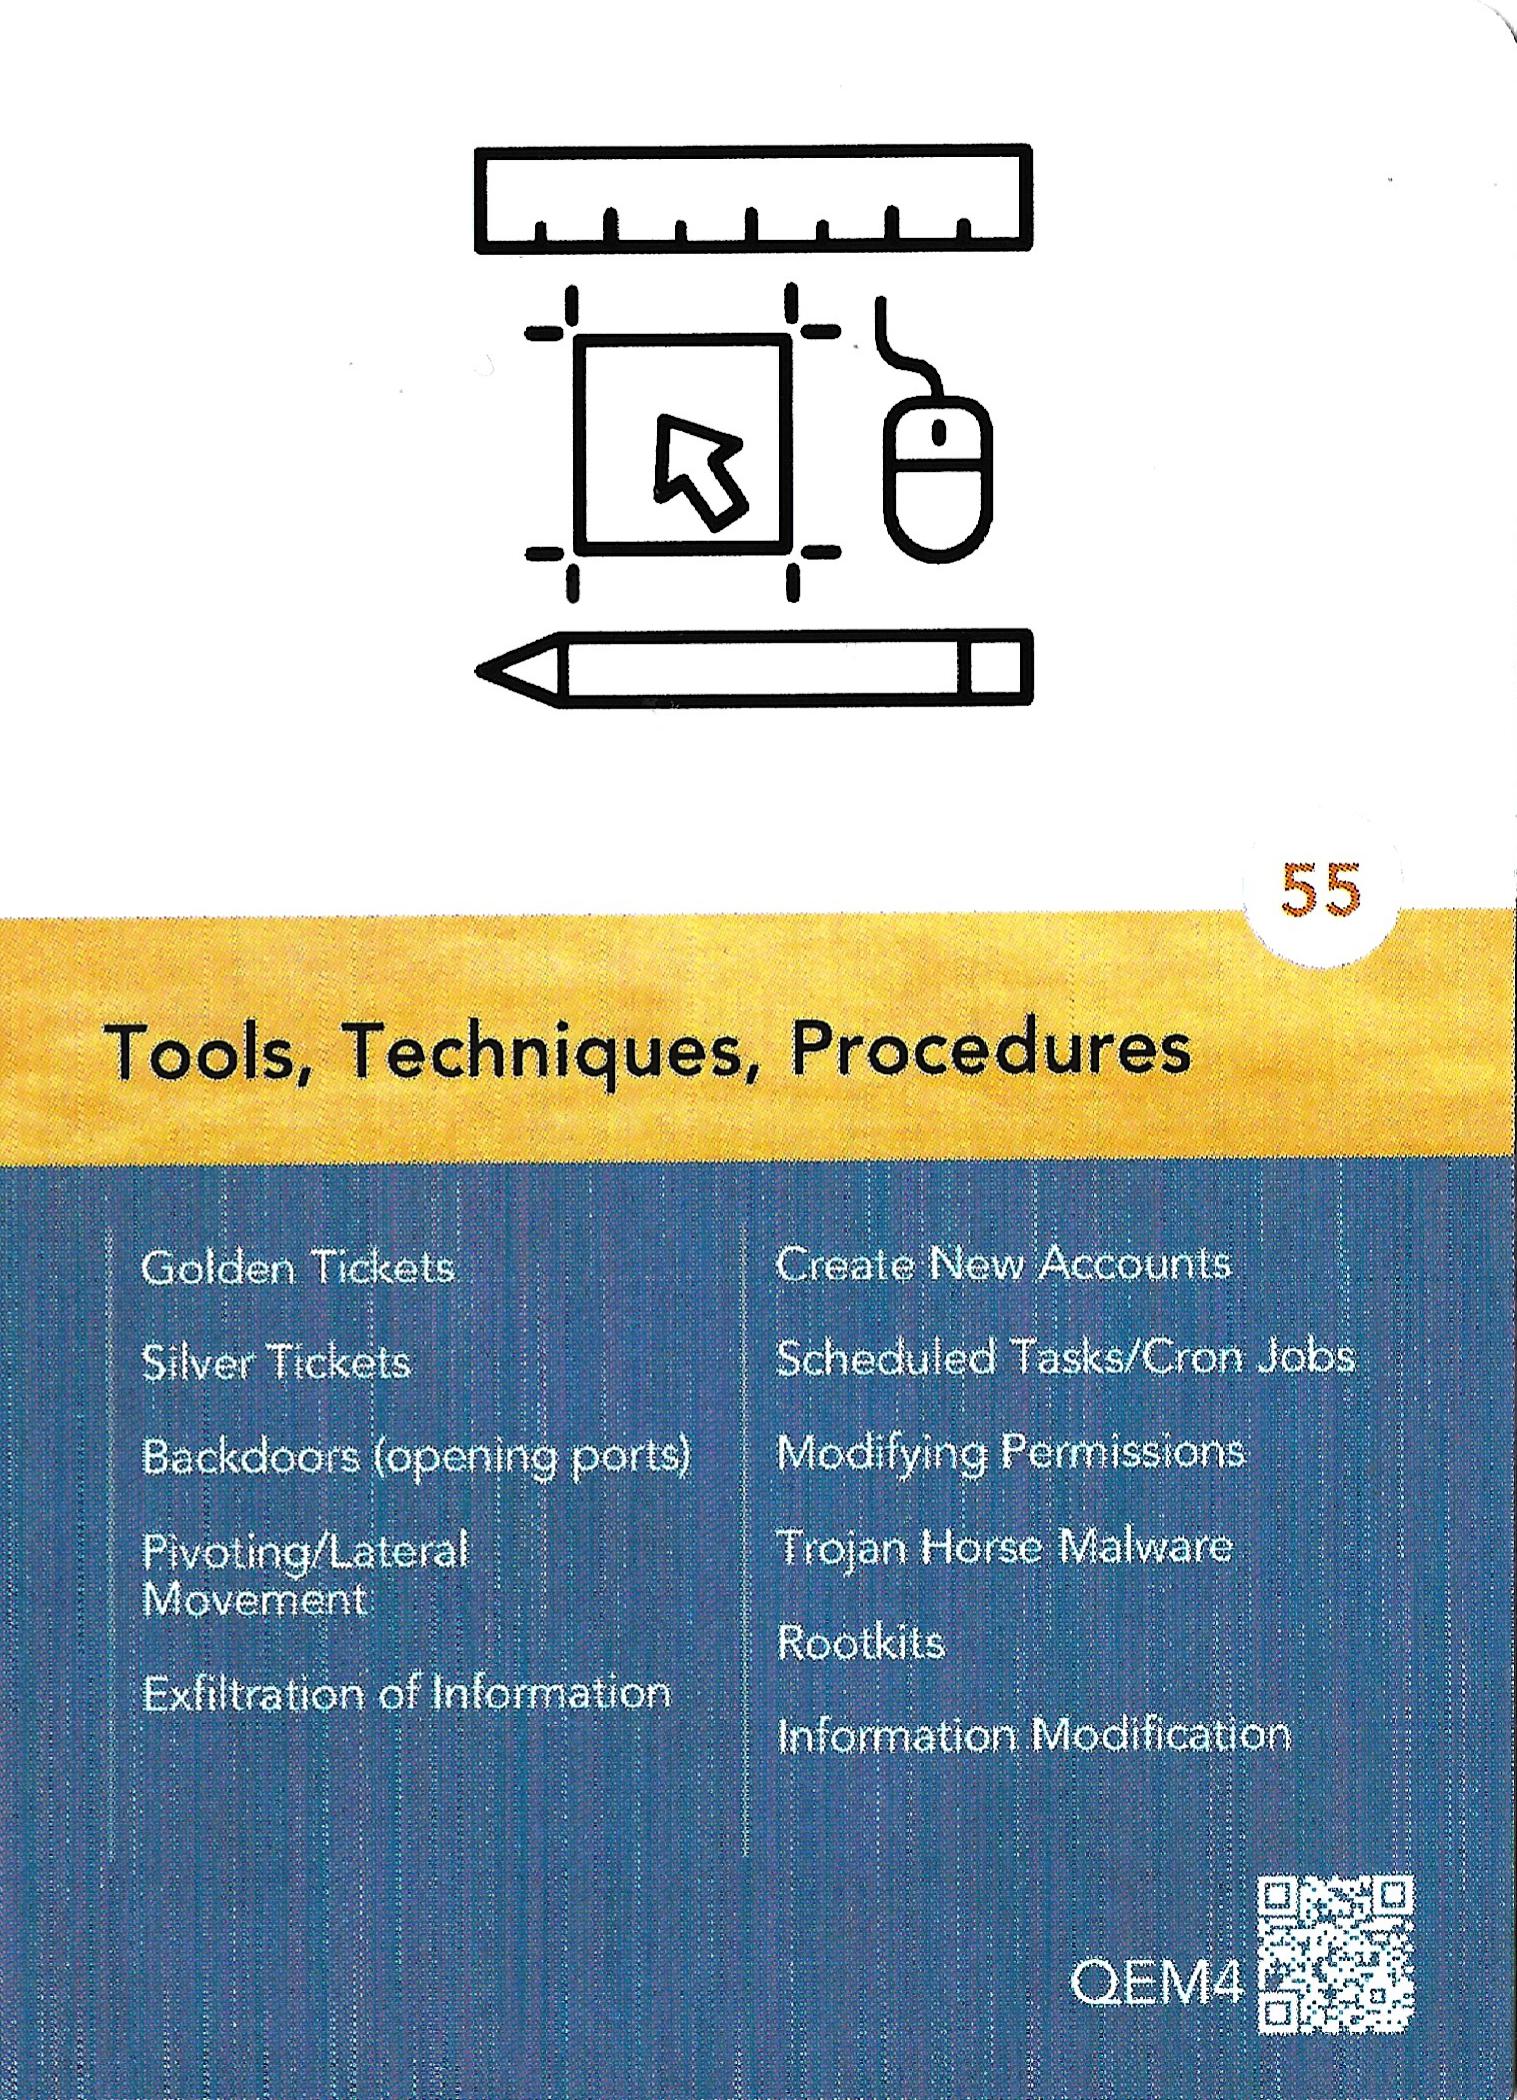 55
Tools, Techniques, Procedures
Golden Tickets
Silver Tickets
Backdoors (opening ports)
Pivoting/Lateral
Movement
Exfiltration of Information
Create New Accounts
Scheduled Tasks/Cron Jobs
Modifying Permissions
Trojan Horse Malware
Rootkits
Information Modification
QEM4